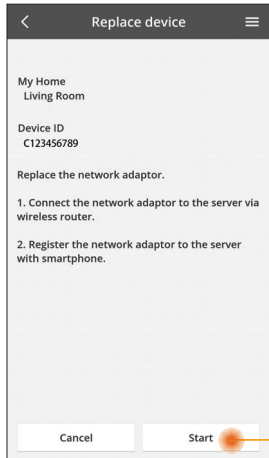 Replace device
My Home
Living Room
Device ID
C123456789
Replace the network adaptor.
1. Connect the network adaptor to the server via
wireless router.
2. Register the network adaptor to the server
with smartphone.
Cancel Start